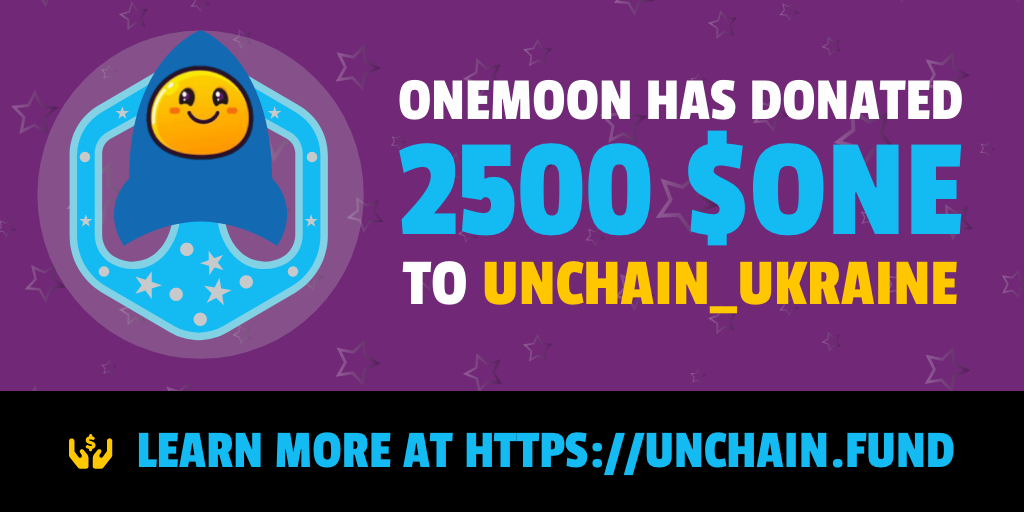 ONEMOON HAS DONATED
2500 $ONE
TO UNCHAIN_UKRAINE
LEARN MORE AT HTTPS://UNCHAIN.FUND